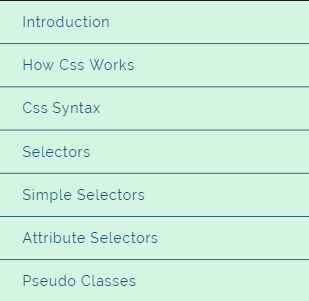 Introduction
How Css Works
Css Syntax
Selectors
Simple Selectors
Attribute Selectors
Pseudo Classes